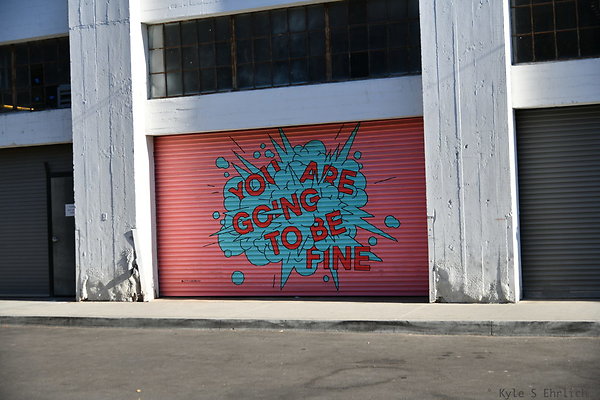 YOU ARE
GOING
TO BE
FINE
Kyle S Ehrlich